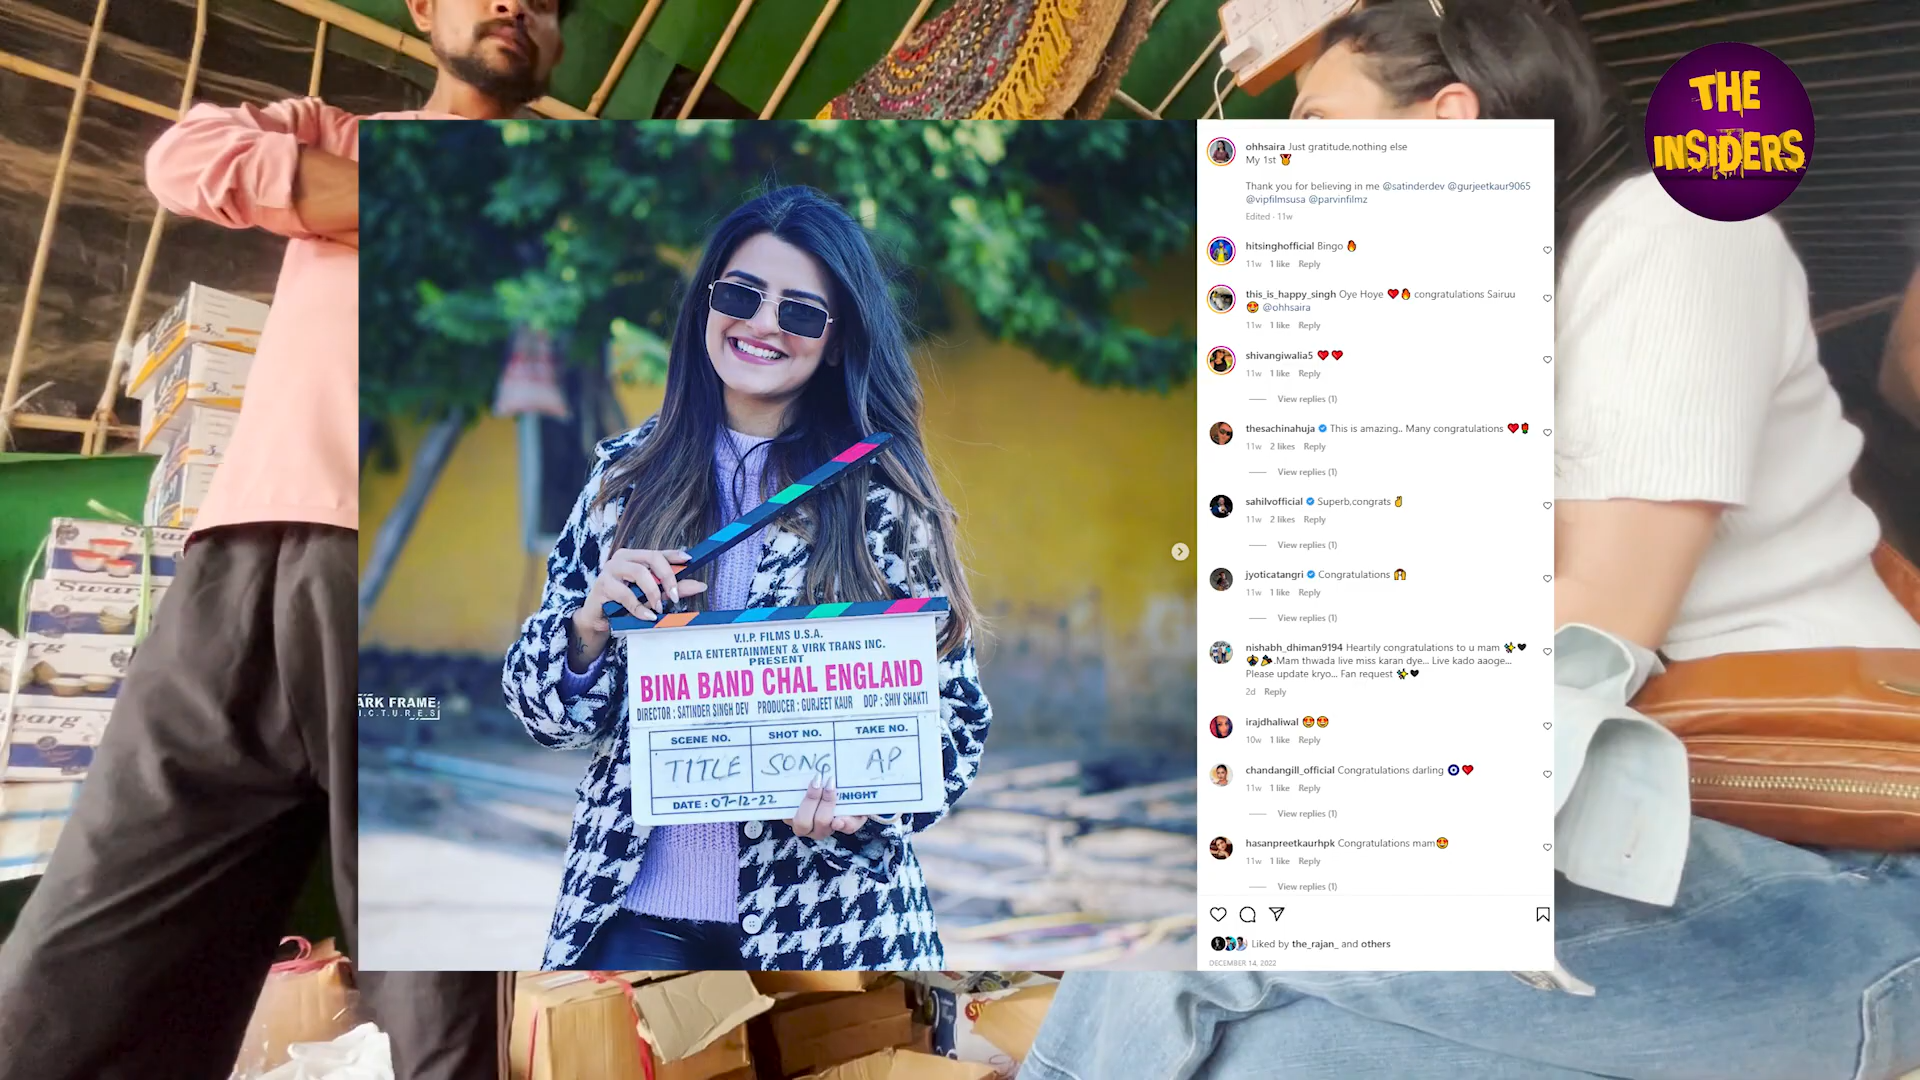 THE
INSIDERS
ohhsaira Just gratitude,nothing else
My 1st
Thank you for believing in me @satinderdev @gurjeetkaur9065
@vipfilmsusa @parvinfilmz
Edited · 11w
hitsinghofficial Bingo 🔥
11w 1 like Reply
this_is_happy_singh Oye Hoye ❤️🔥 congratulations Sairuu
😍 @ohhsaira
11w 1 like Reply
shivangiwalia5 ❤️❤️
11w 1 like Reply
View replies (1)
thesachinahuja This is amazing.. Many congratulations ❤️🌹
11w 2 likes Reply
View replies (1)
sahilvofficial Superb,congrats
11w 2 likes Reply
View replies (1)
jyoticatangri Congratulations
11w 1 like Reply
View replies (1)
nishabh_dhiman9194 Heartily congratulations to u mam ✨🖤
.Mam thwada live miss karan dye... Live kado aaoge...
Please update kryo... Fan request ✨🖤
2d Reply
irajdhaliwal 😍😍
10w 1 like Reply
chandangill_official Congratulations darling 🧿❤️
11w 1 like Reply
View replies (1)
hasanpreetkaurhpk Congratulations mam😍
11w 1 like Reply
View replies (1)
Liked by the_rajan_ and others
DECEMBER 14, 2022
V.I.P. FILMS U.S.A.
PALTA ENTERTAINMENT & VIRK TRANS INC.
PRESENT
BINA BAND CHAL ENGLAND
DIRECTOR : SATINDER SINGH DEV PRODUCER : GURJEET KAUR DOP : SHIV SHAKTI
SCENE NO. SHOT NO. TAKE NO.
TITLE SONG AP
DATE : 07-12-22 /NIGHT
ARK FRAME
I.C.T.U.R.E.S
Swarg